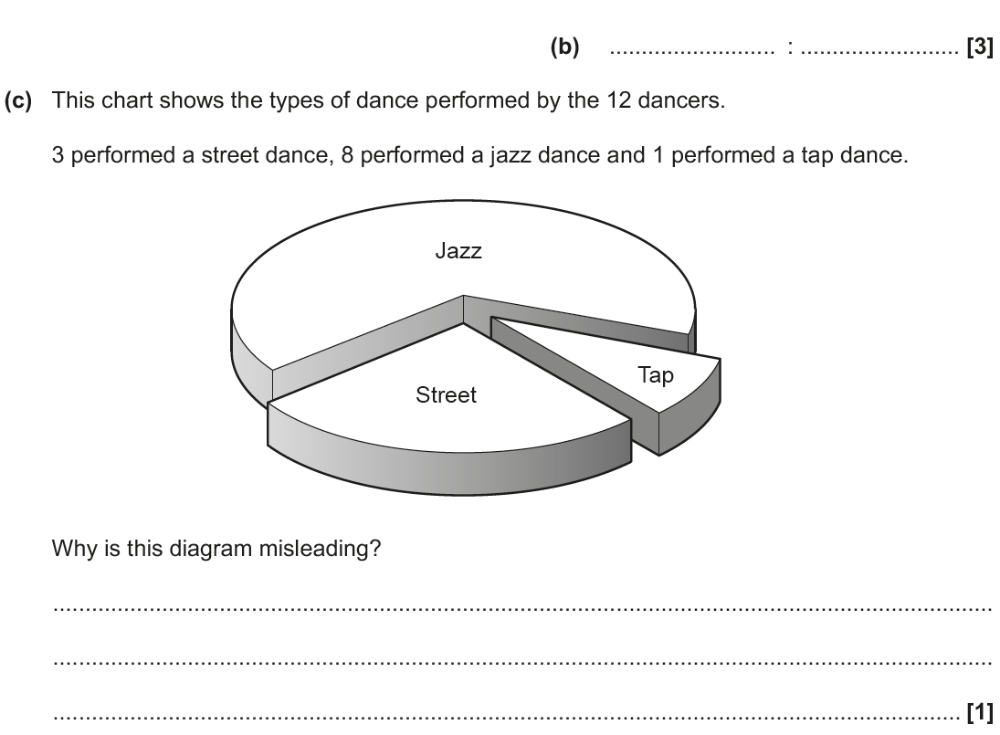 (b) .......................... : ......................... [3]
(c) This chart shows the types of dance performed by the 12 dancers.
3 performed a street dance, 8 performed a jazz dance and 1 performed a tap dance.
Jazz
Tap
Street
Why is this diagram misleading?
[1]